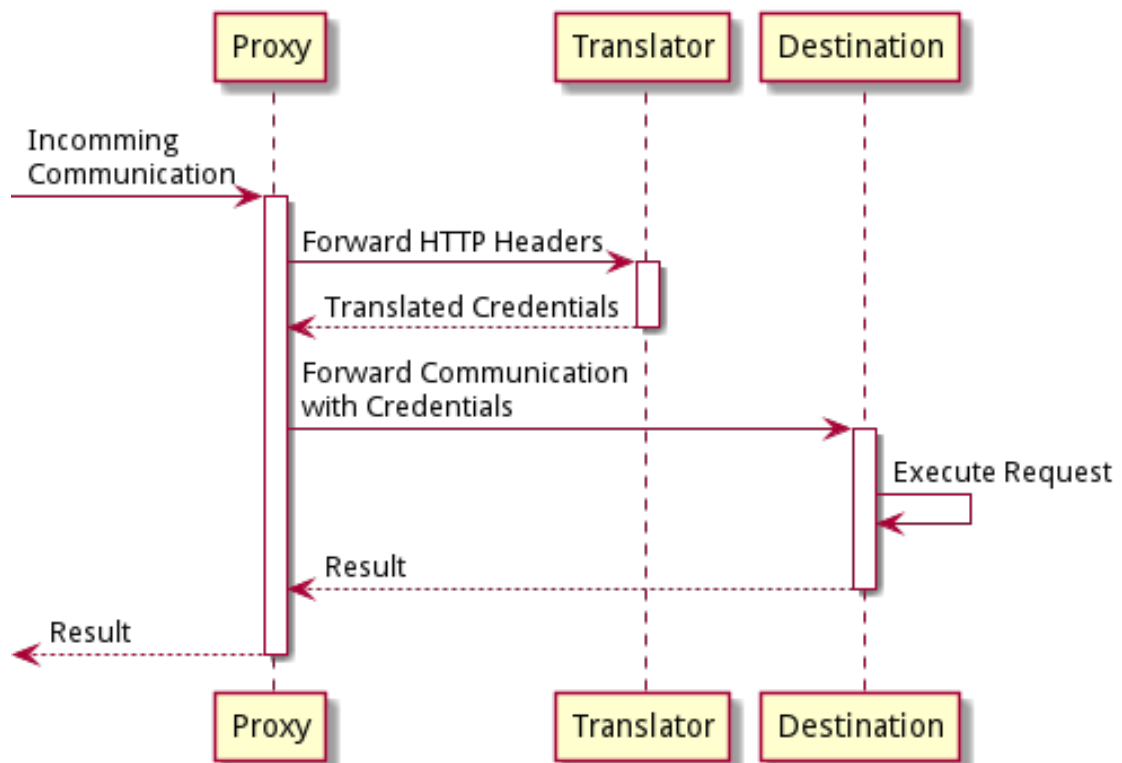 Proxy
Translator
Destination
Incomming
Communication
Forward HTTP Headers
Translated Credentials
Forward Communication
with Credentials
Execute Request
Result
Result
Proxy
Translator
Destination